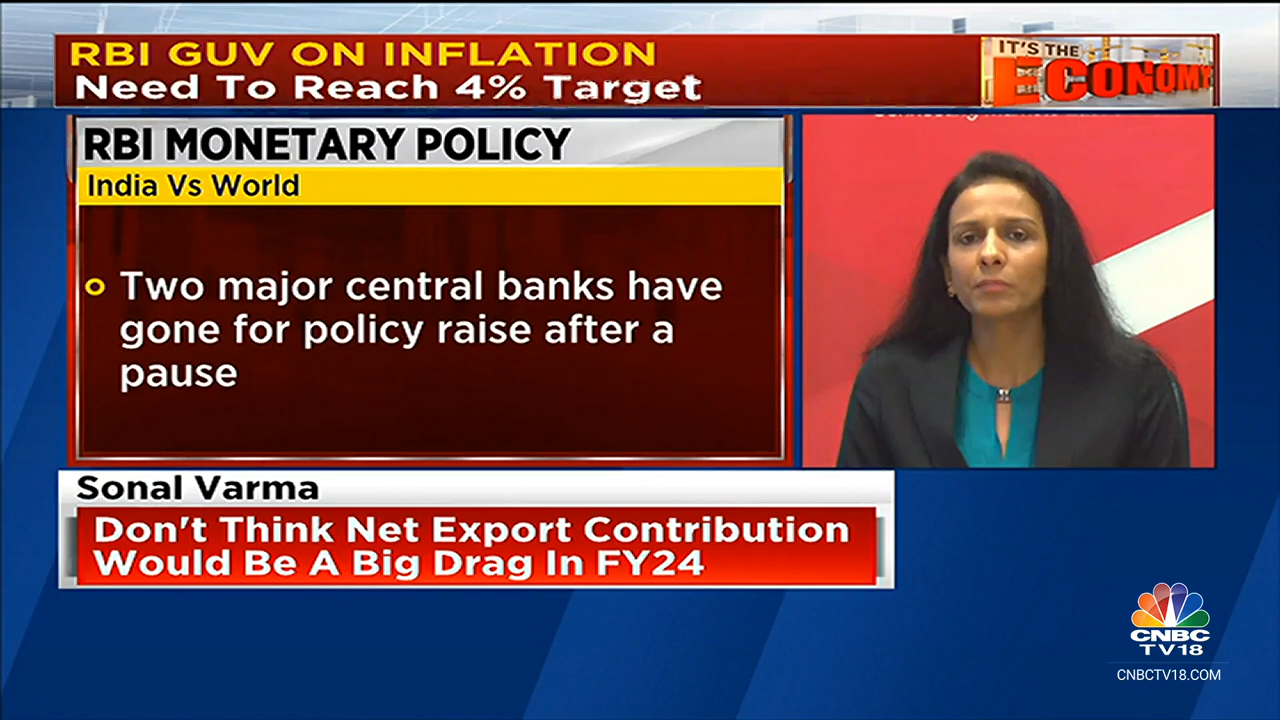 RBI GUV ON INFLATION
Need To Reach 4% Target
IT'S THE
ECONOMY
RBI MONETARY POLICY
India Vs World
Two major central banks have
gone for policy raise after a
pause
Sonal Varma
Don't Think Net Export Contribution
Would Be A Big Drag In FY24
CNBC
TV18
CNBCTV18.COM